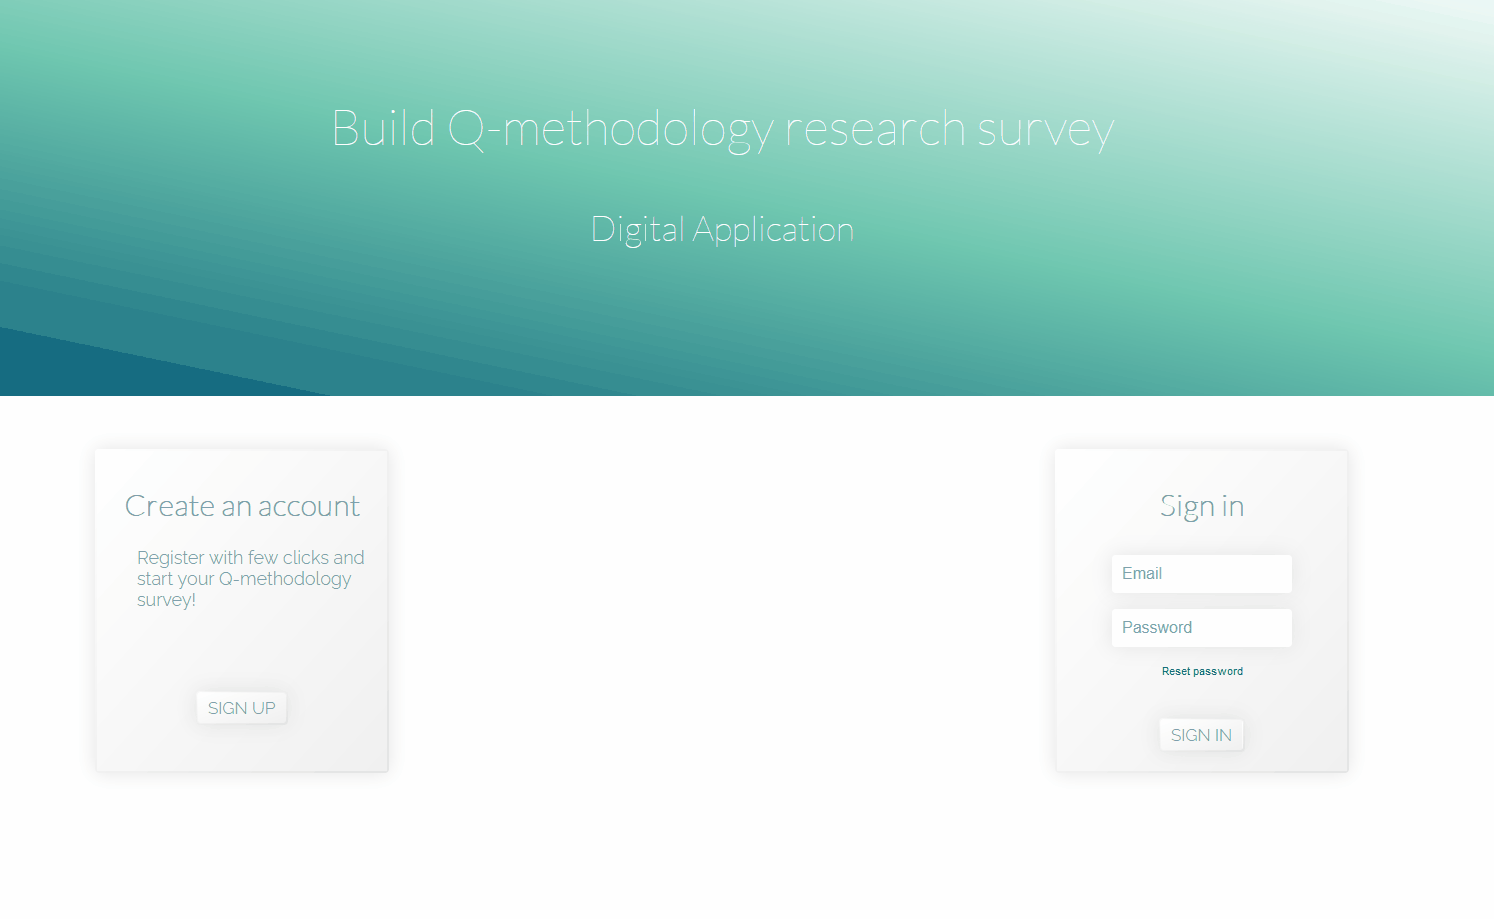 Build Q-methodology research survey
Digital Application
Create an account
Register with few clicks and
start your Q-methodology
survey!
SIGN UP
Sign in
Email
Password
Reset password
SIGN IN